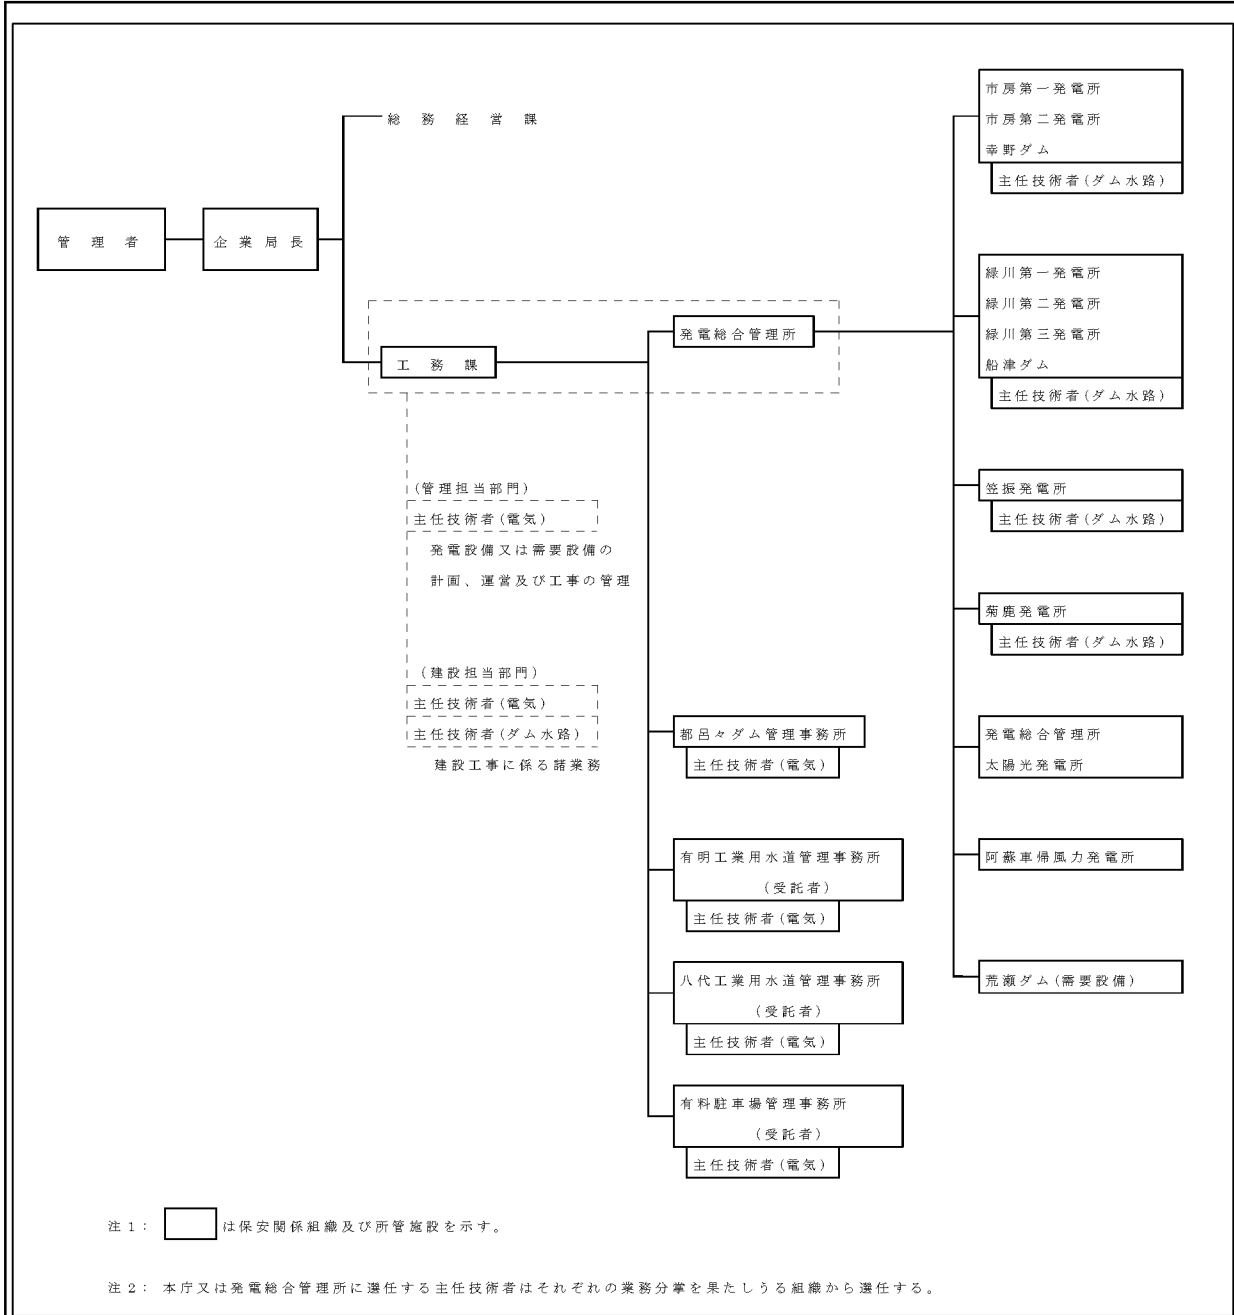 総務経営課
管理者
企業局長
工務課
発電総合管理所
(管理担当部門)
主任技術者(電気)
発電設備又は需要設備の
計画、運営及び工事の管理
(建設担当部門)
主任技術者(電気)
主任技術者(ダム水路)
建設工事に係る諸業務
都呂々ダム管理事務所
主任技術者(電気)
有明工業用水道管理事務所
(受託者)
主任技術者(電気)
八代工業用水道管理事務所
(受託者)
主任技術者(電気)
有料駐車場管理事務所
(受託者)
主任技術者(電気)
市房第一発電所
市房第二発電所
幸野ダム
主任技術者(ダム水路)
緑川第一発電所
緑川第二発電所
緑川第三発電所
船津ダム
主任技術者(ダム水路)
笠振発電所
主任技術者(ダム水路)
菊鹿発電所
主任技術者(ダム水路)
発電総合管理所
太陽光発電所
阿蘇車帰風力発電所
荒瀬ダム(需要設備)
注1: は保安関係組織及び所管施設を示す。
注2: 本庁又は発電総合管理所に選任する主任技術者はそれぞれの業務分掌を果たしうる組織から選任する。